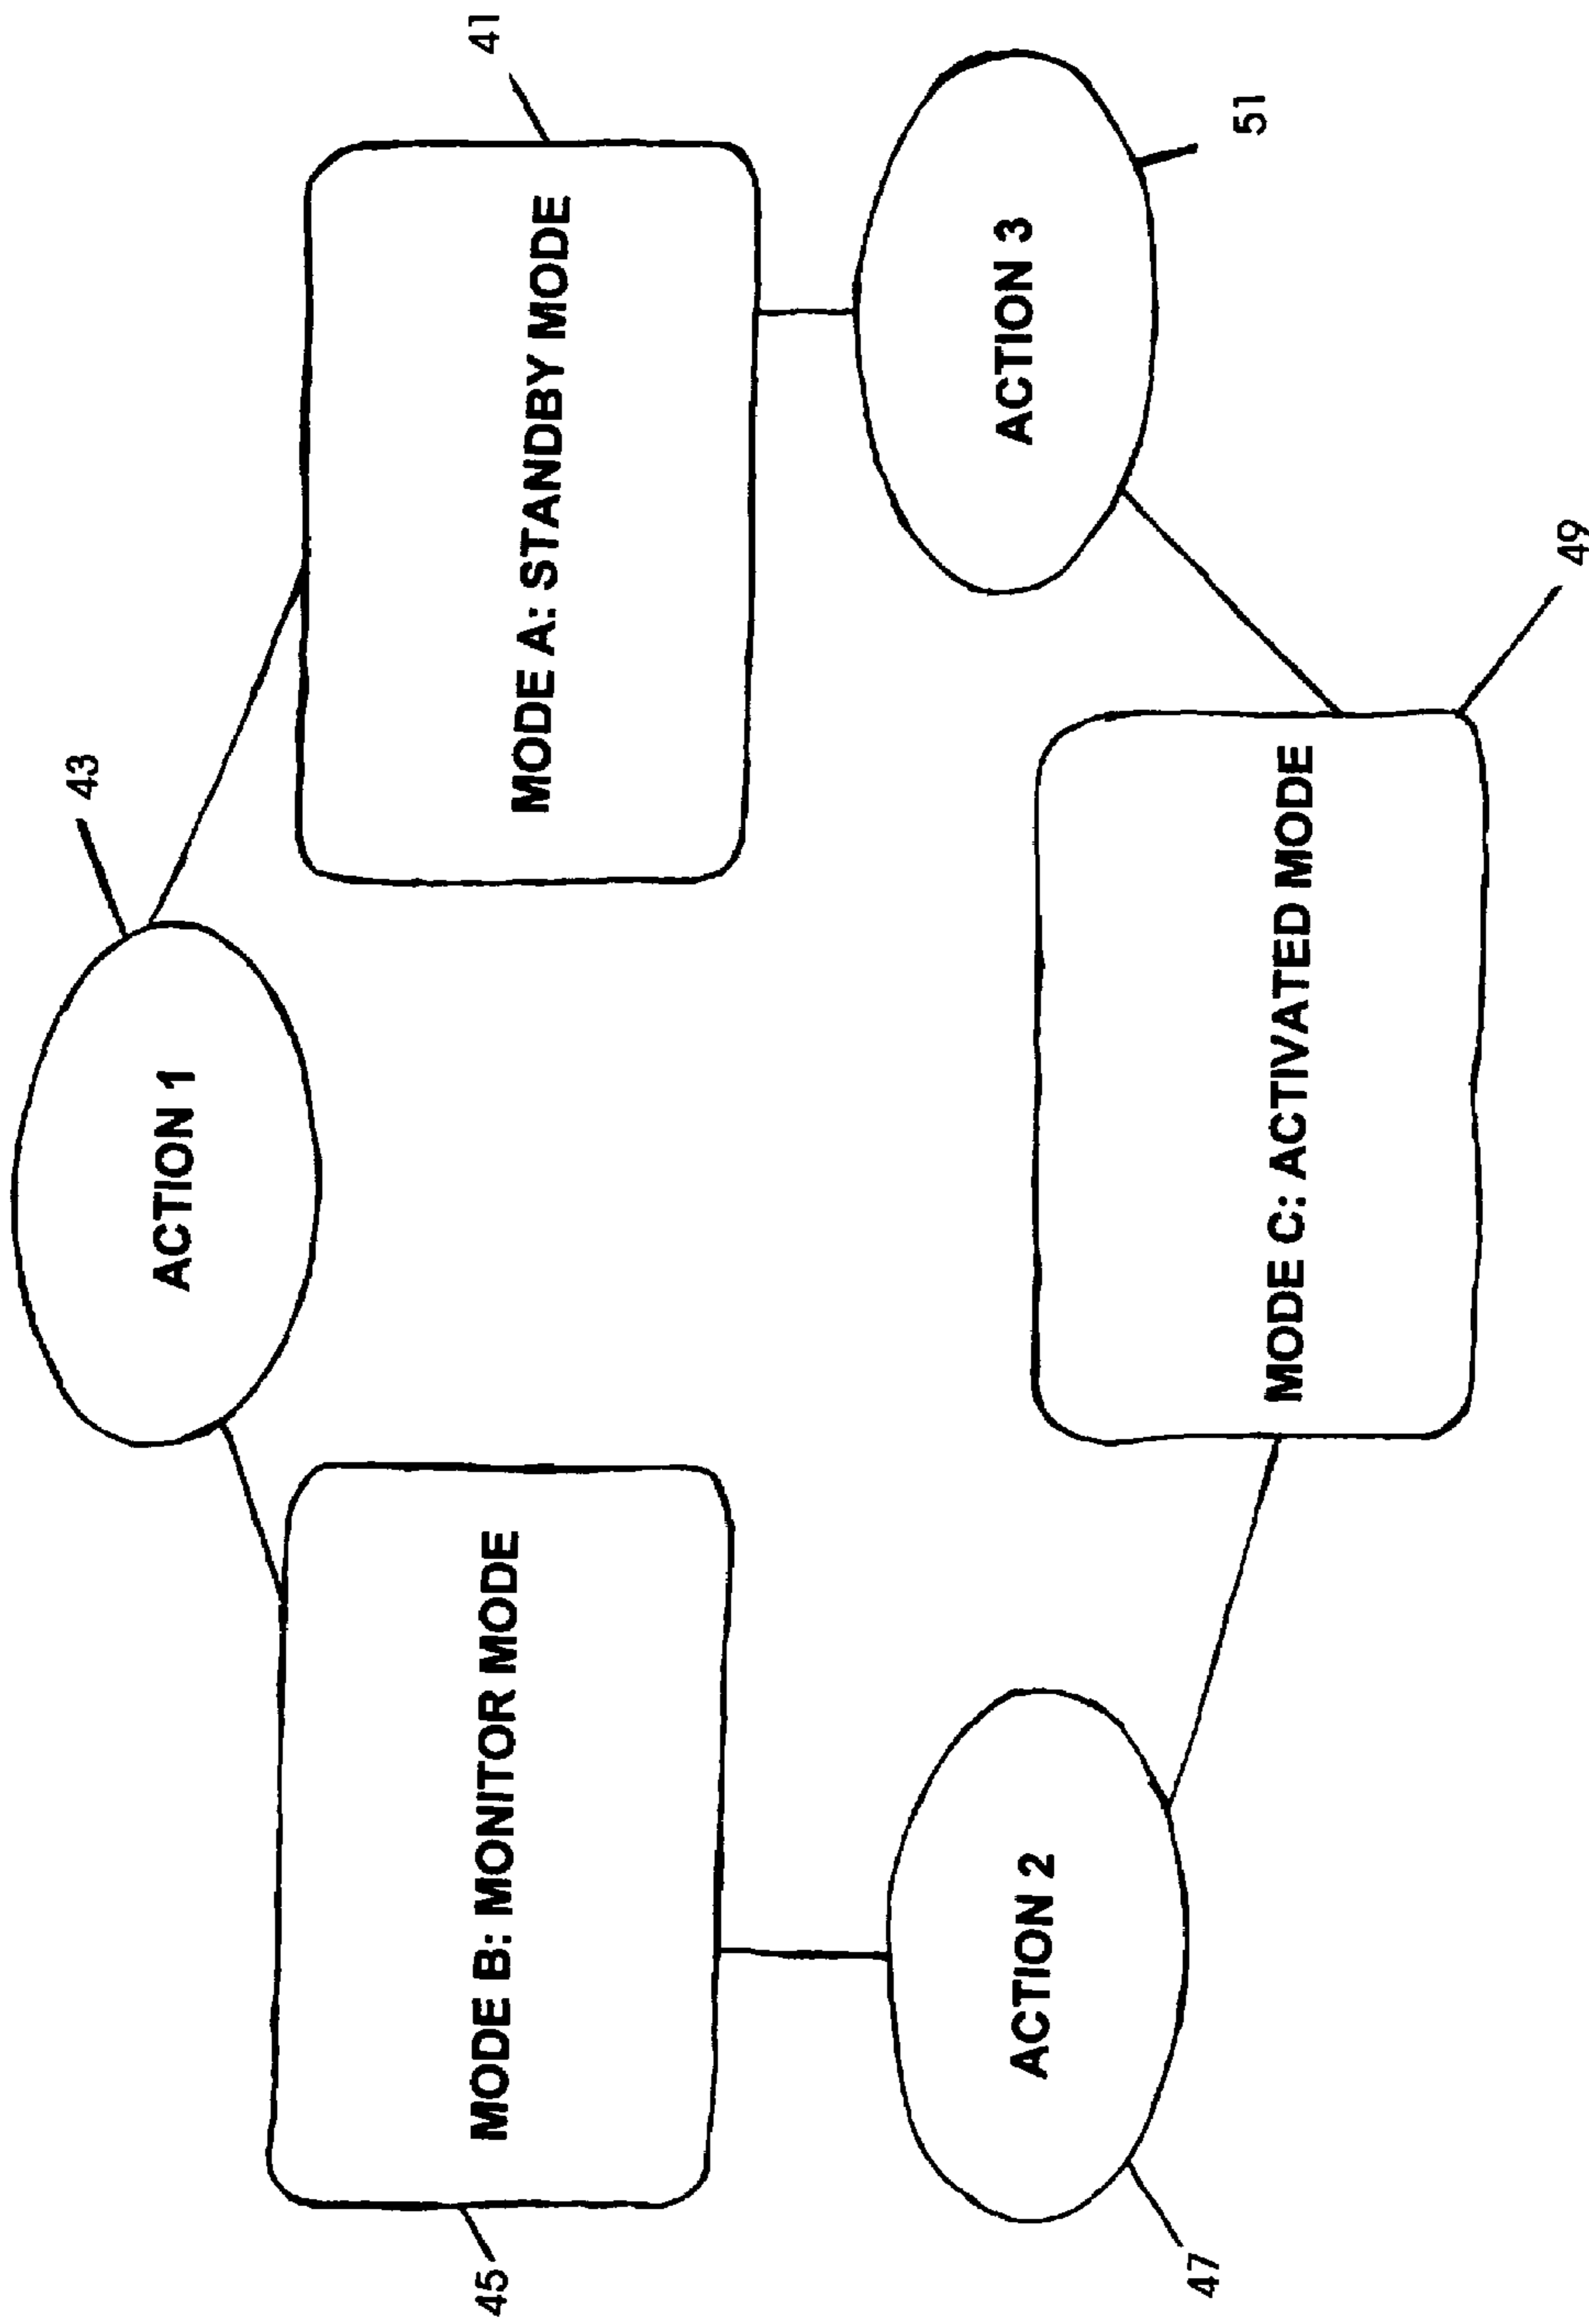 43
ACTION 1
41
45
MODE B: MONITOR MODE
MODE A: STANDBY MODE
ACTION 2
ACTION 3
47
51
MODE C: ACTIVATED MODE
49